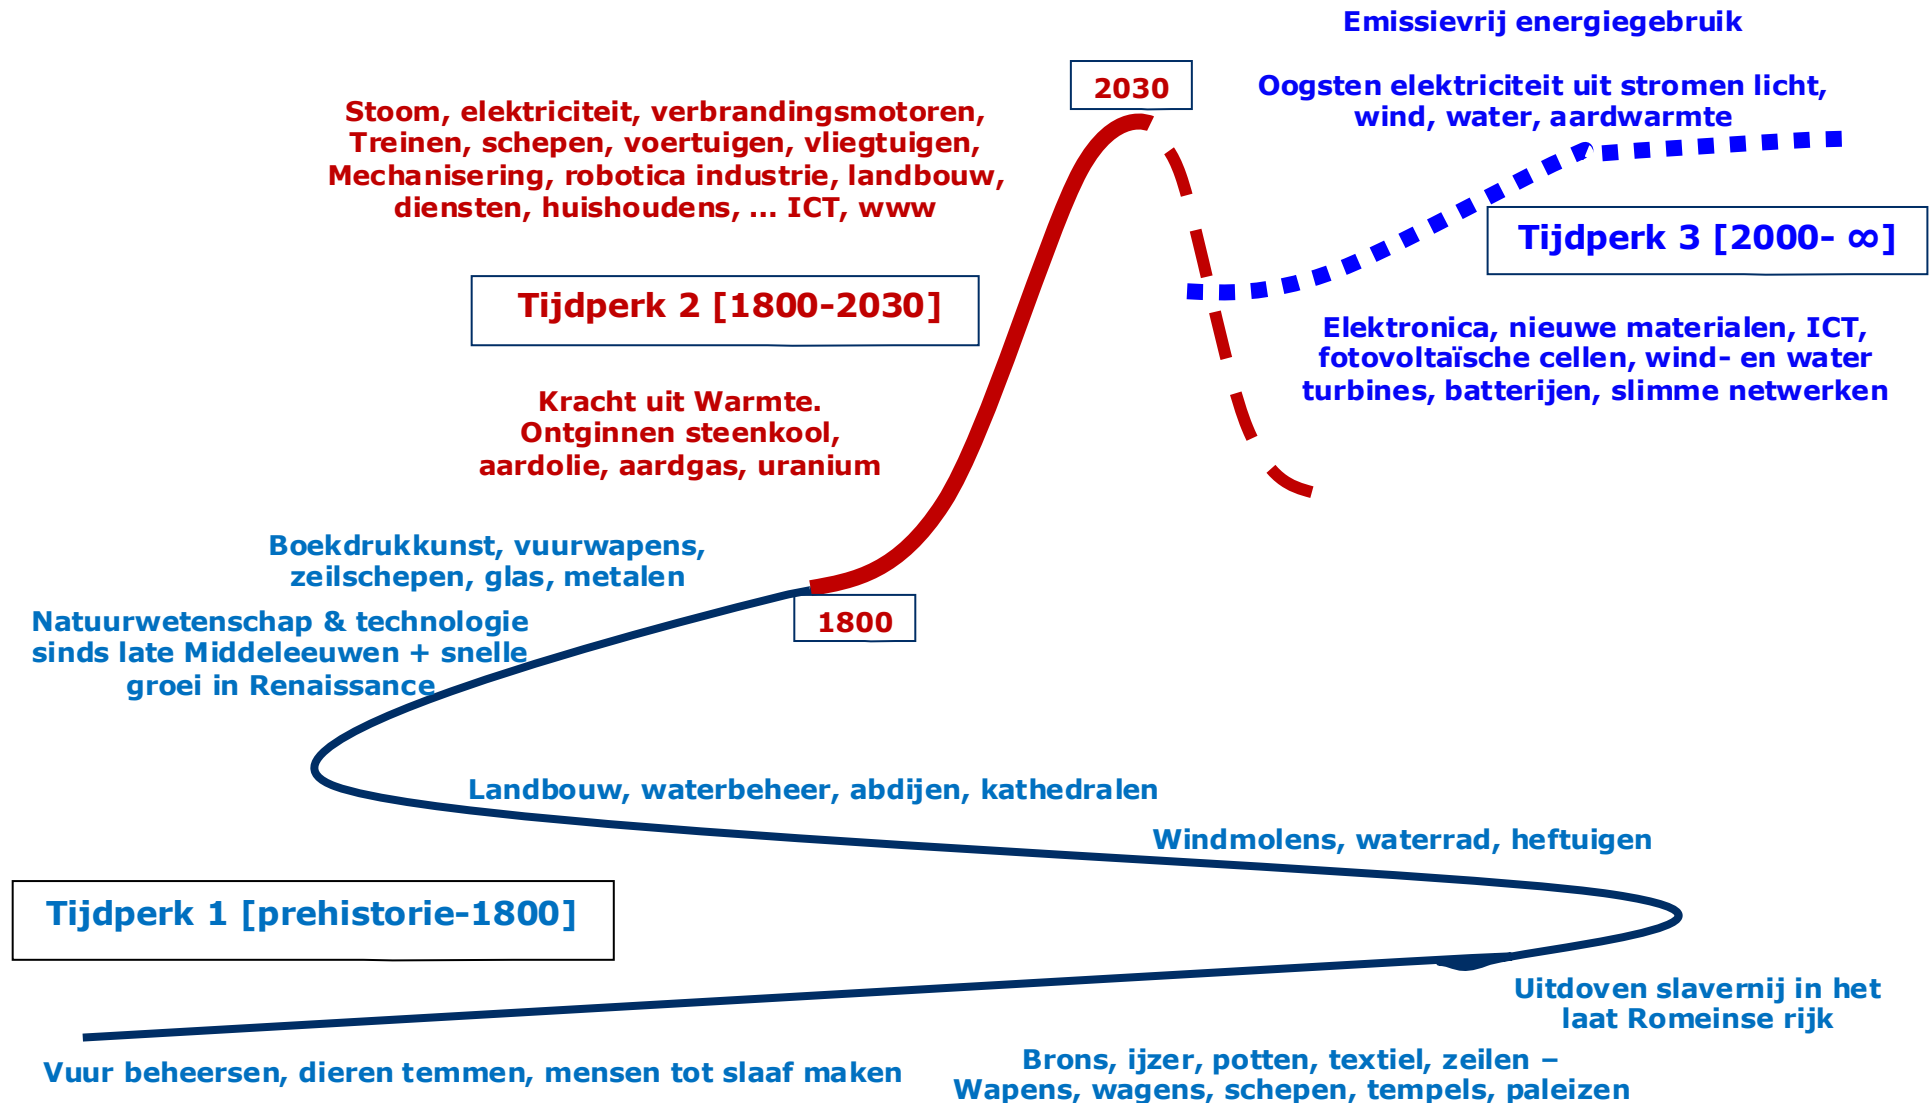 Emissievrij energiegebruik
2030
Oogsten elektriciteit uit stromen licht,
wind, water, aardwarmte
Stoom, elektriciteit, verbrandingsmotoren,
Treinen, schepen, voertuigen, vliegtuigen,
Mechanisering, robotica industrie, landbouw,
diensten, huishoudens, ... ICT, www
Tijdperk 3 [2000- ∞]
Tijdperk 2 [1800-2030]
Elektronica, nieuwe materialen, ICT,
fotovoltaïsche cellen, wind- en water
turbines, batterijen, slimme netwerken
Kracht uit Warmte.
Ontginnen steenkool,
aardolie, aardgas, uranium
Boekdrukkunst, vuurwapens,
zeilschepen, glas, metalen
1800
Natuurwetenschap & technologie
sinds late Middeleeuwen + snelle
groei in Renaissance
Landbouw, waterbeheer, abdijen, kathedralen
Windmolens, waterrad, heftuigen
Tijdperk 1 [prehistorie-1800]
Uitdoven slavernij in het
laat Romeinse rijk
Vuur beheersen, dieren temmen, mensen tot slaaf maken
Brons, ijzer, potten, textiel, zeilen –
Wapens, wagens, schepen, tempels, paleizen